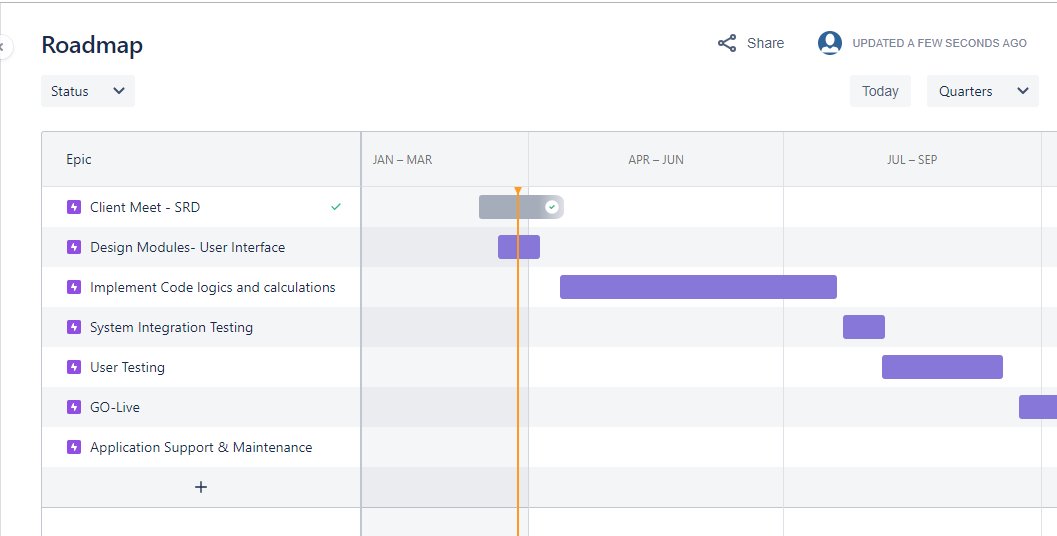 Roadmap
Share
UPDATED A FEW SECONDS AGO
Status
Today
Quarters
Epic
JAN – MAR
APR – JUN
JUL – SEP
Client Meet - SRD
Design Modules- User Interface
Implement Code logics and calculations
System Integration Testing
User Testing
GO-Live
Application Support & Maintenance